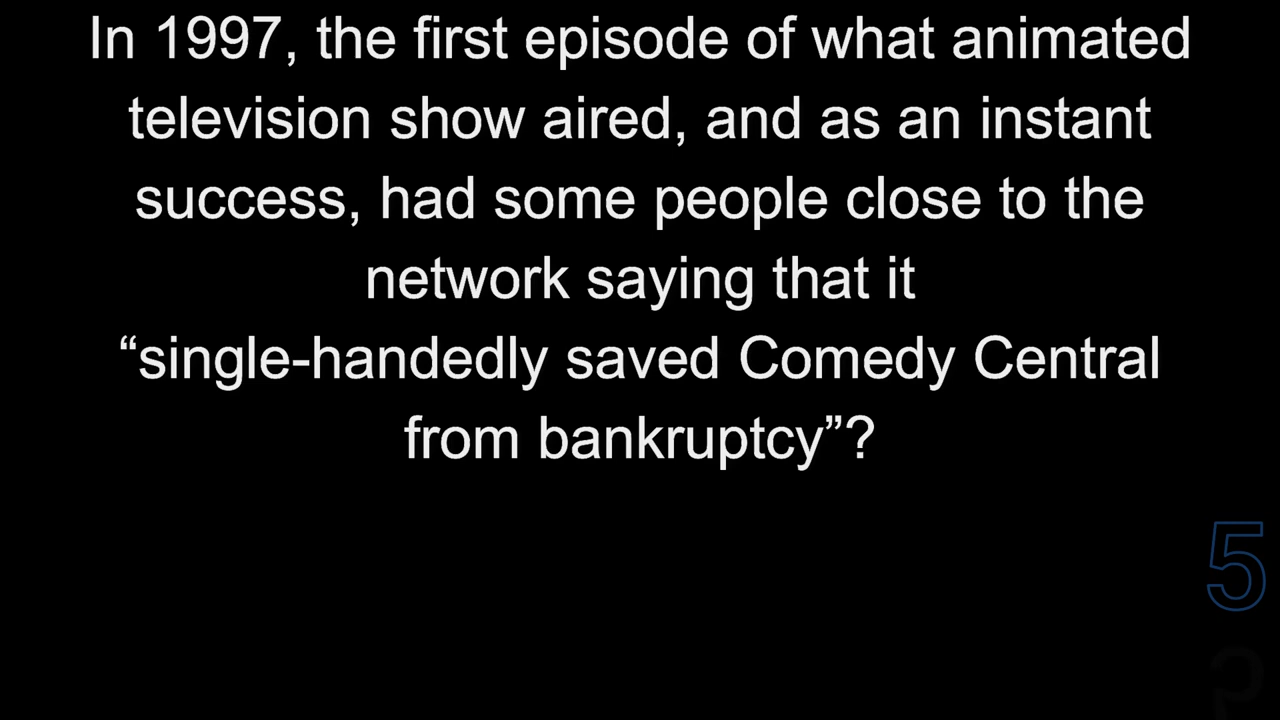 In 1997, the first episode of what animated
television show aired, and as an instant
success, had some people close to the
network saying that it
“single-handedly saved Comedy Central
from bankruptcy”?
5